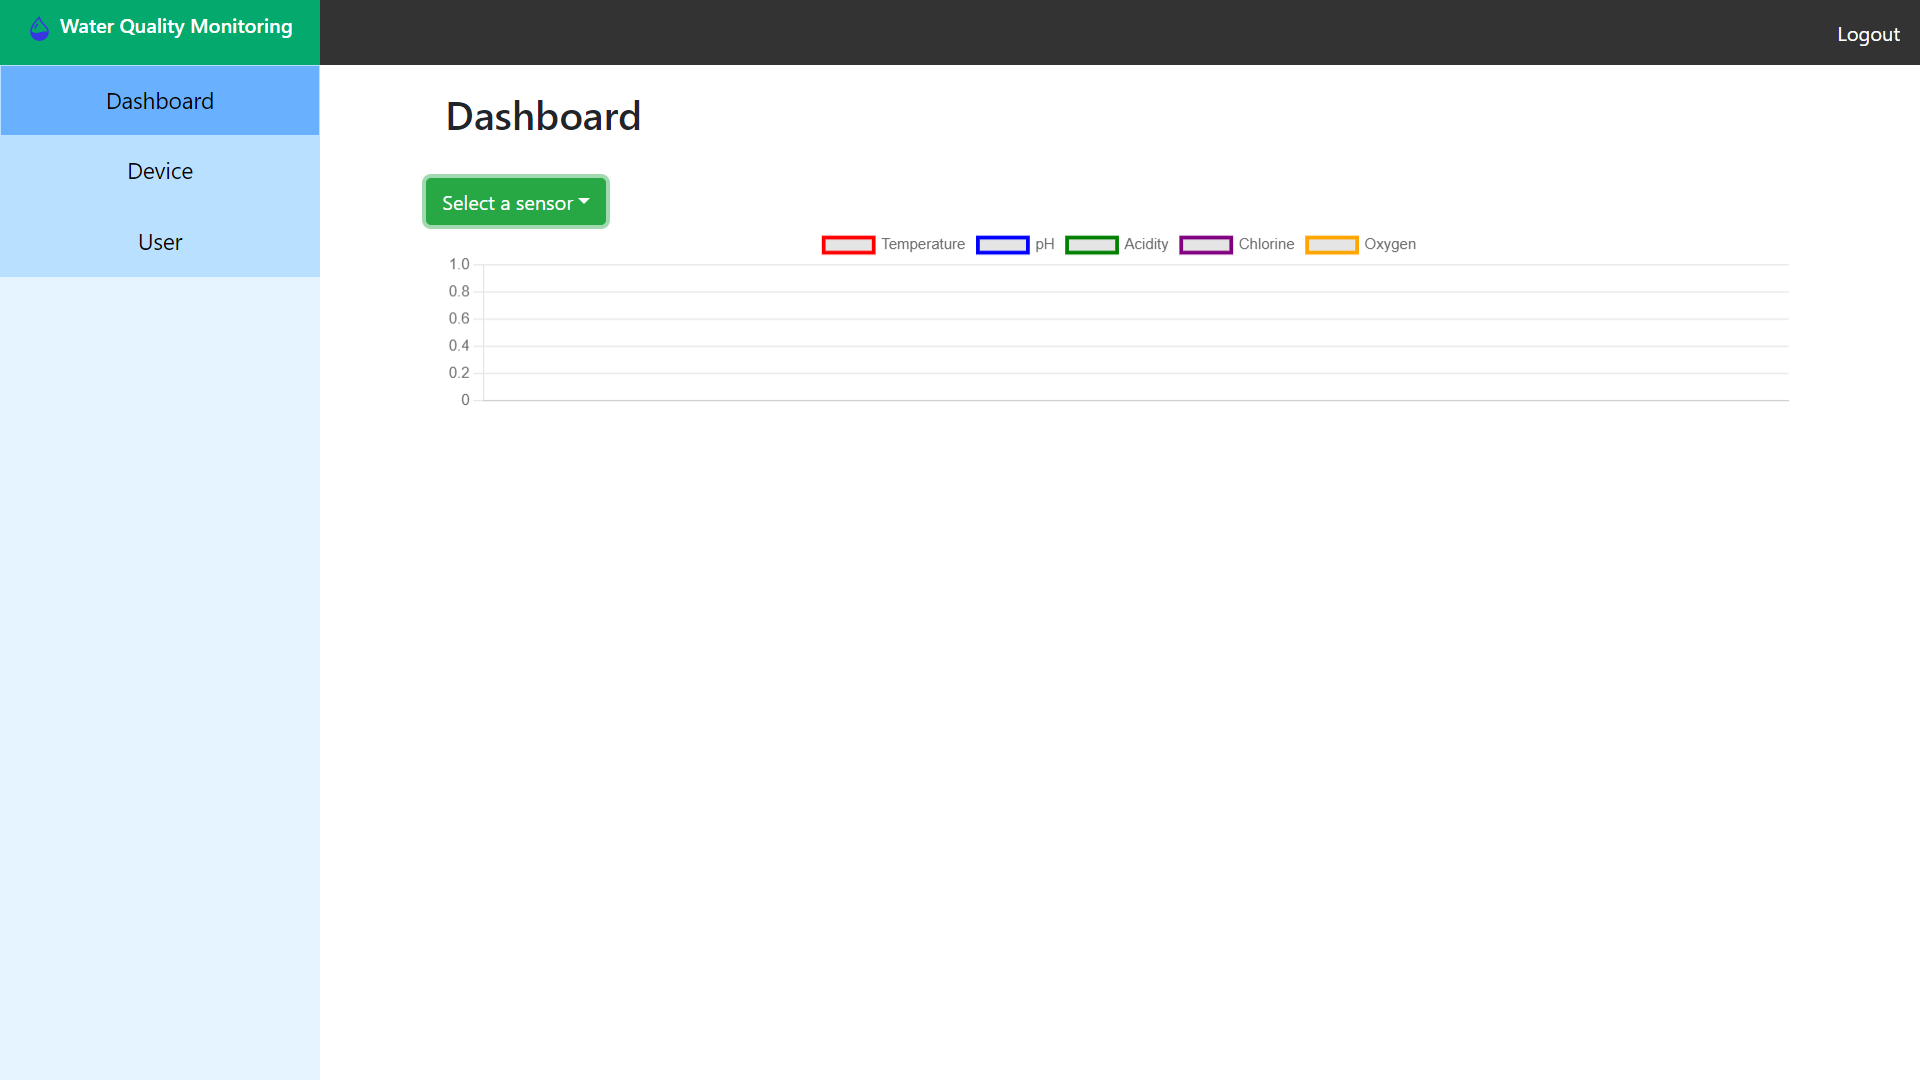 Water Quality Monitoring
Logout
Dashboard
Device
User
Dashboard
Select a sensor
Temperature pH Acidity Chlorine Oxygen
1.0
0.8
0.6
0.4
0.2
0